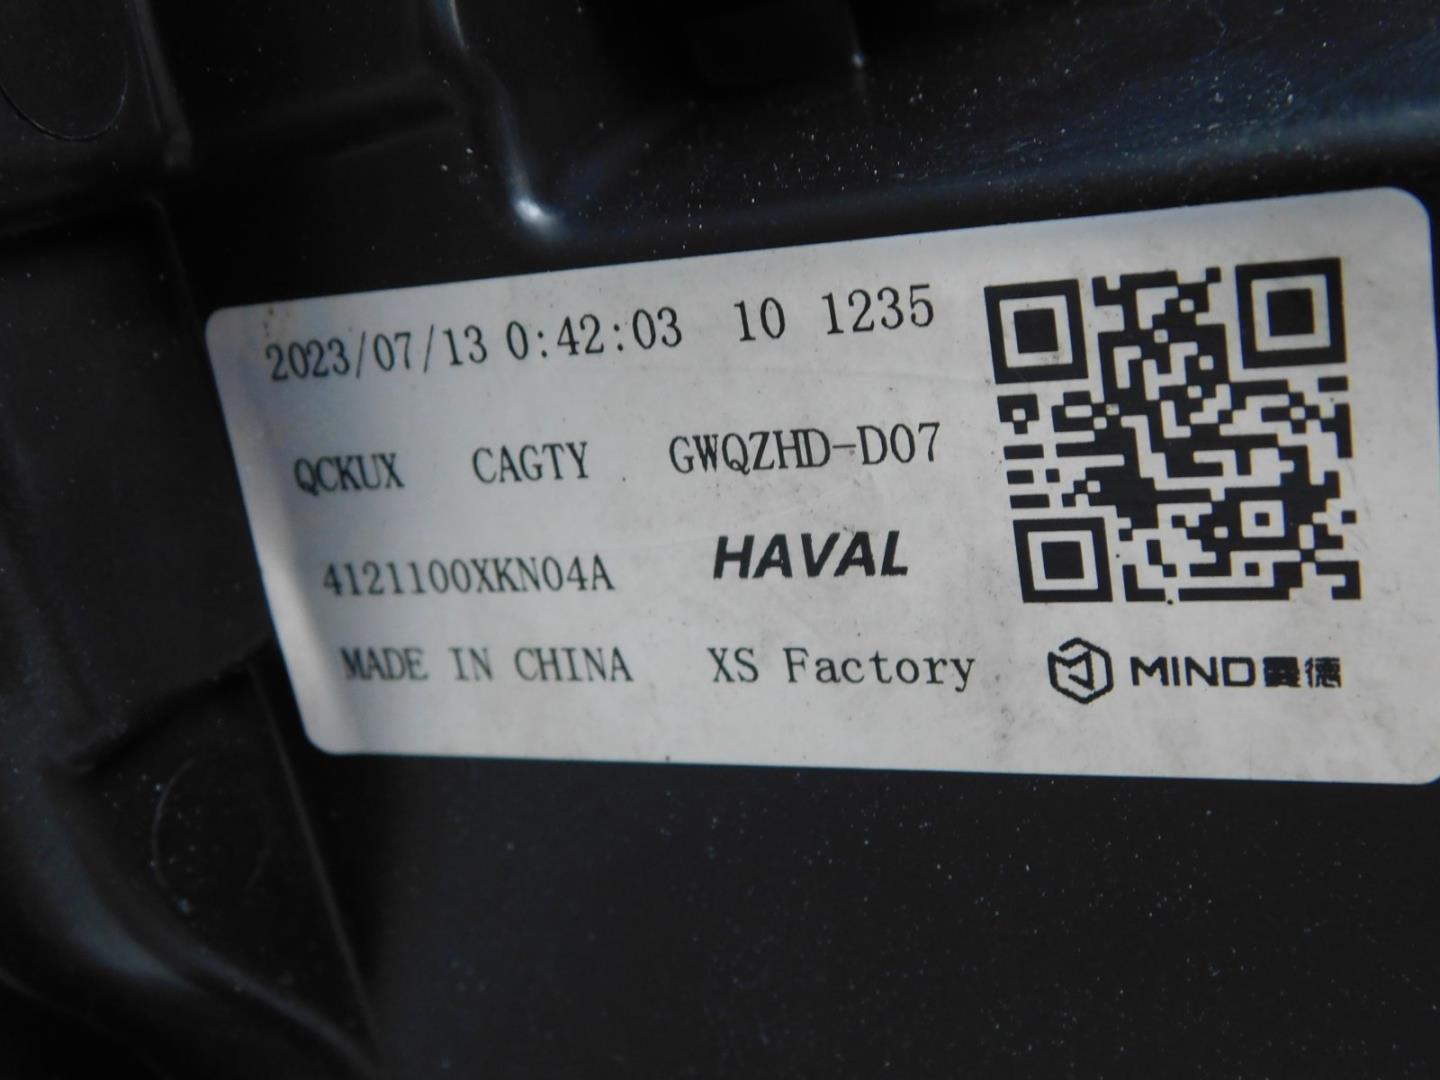 2023/07/13 0:42:03 10 1235
QCKUX CAGTY GWQZHD-D07
4121100XKN04A HAVAL
MADE IN CHINA XS Factory MIND曼德